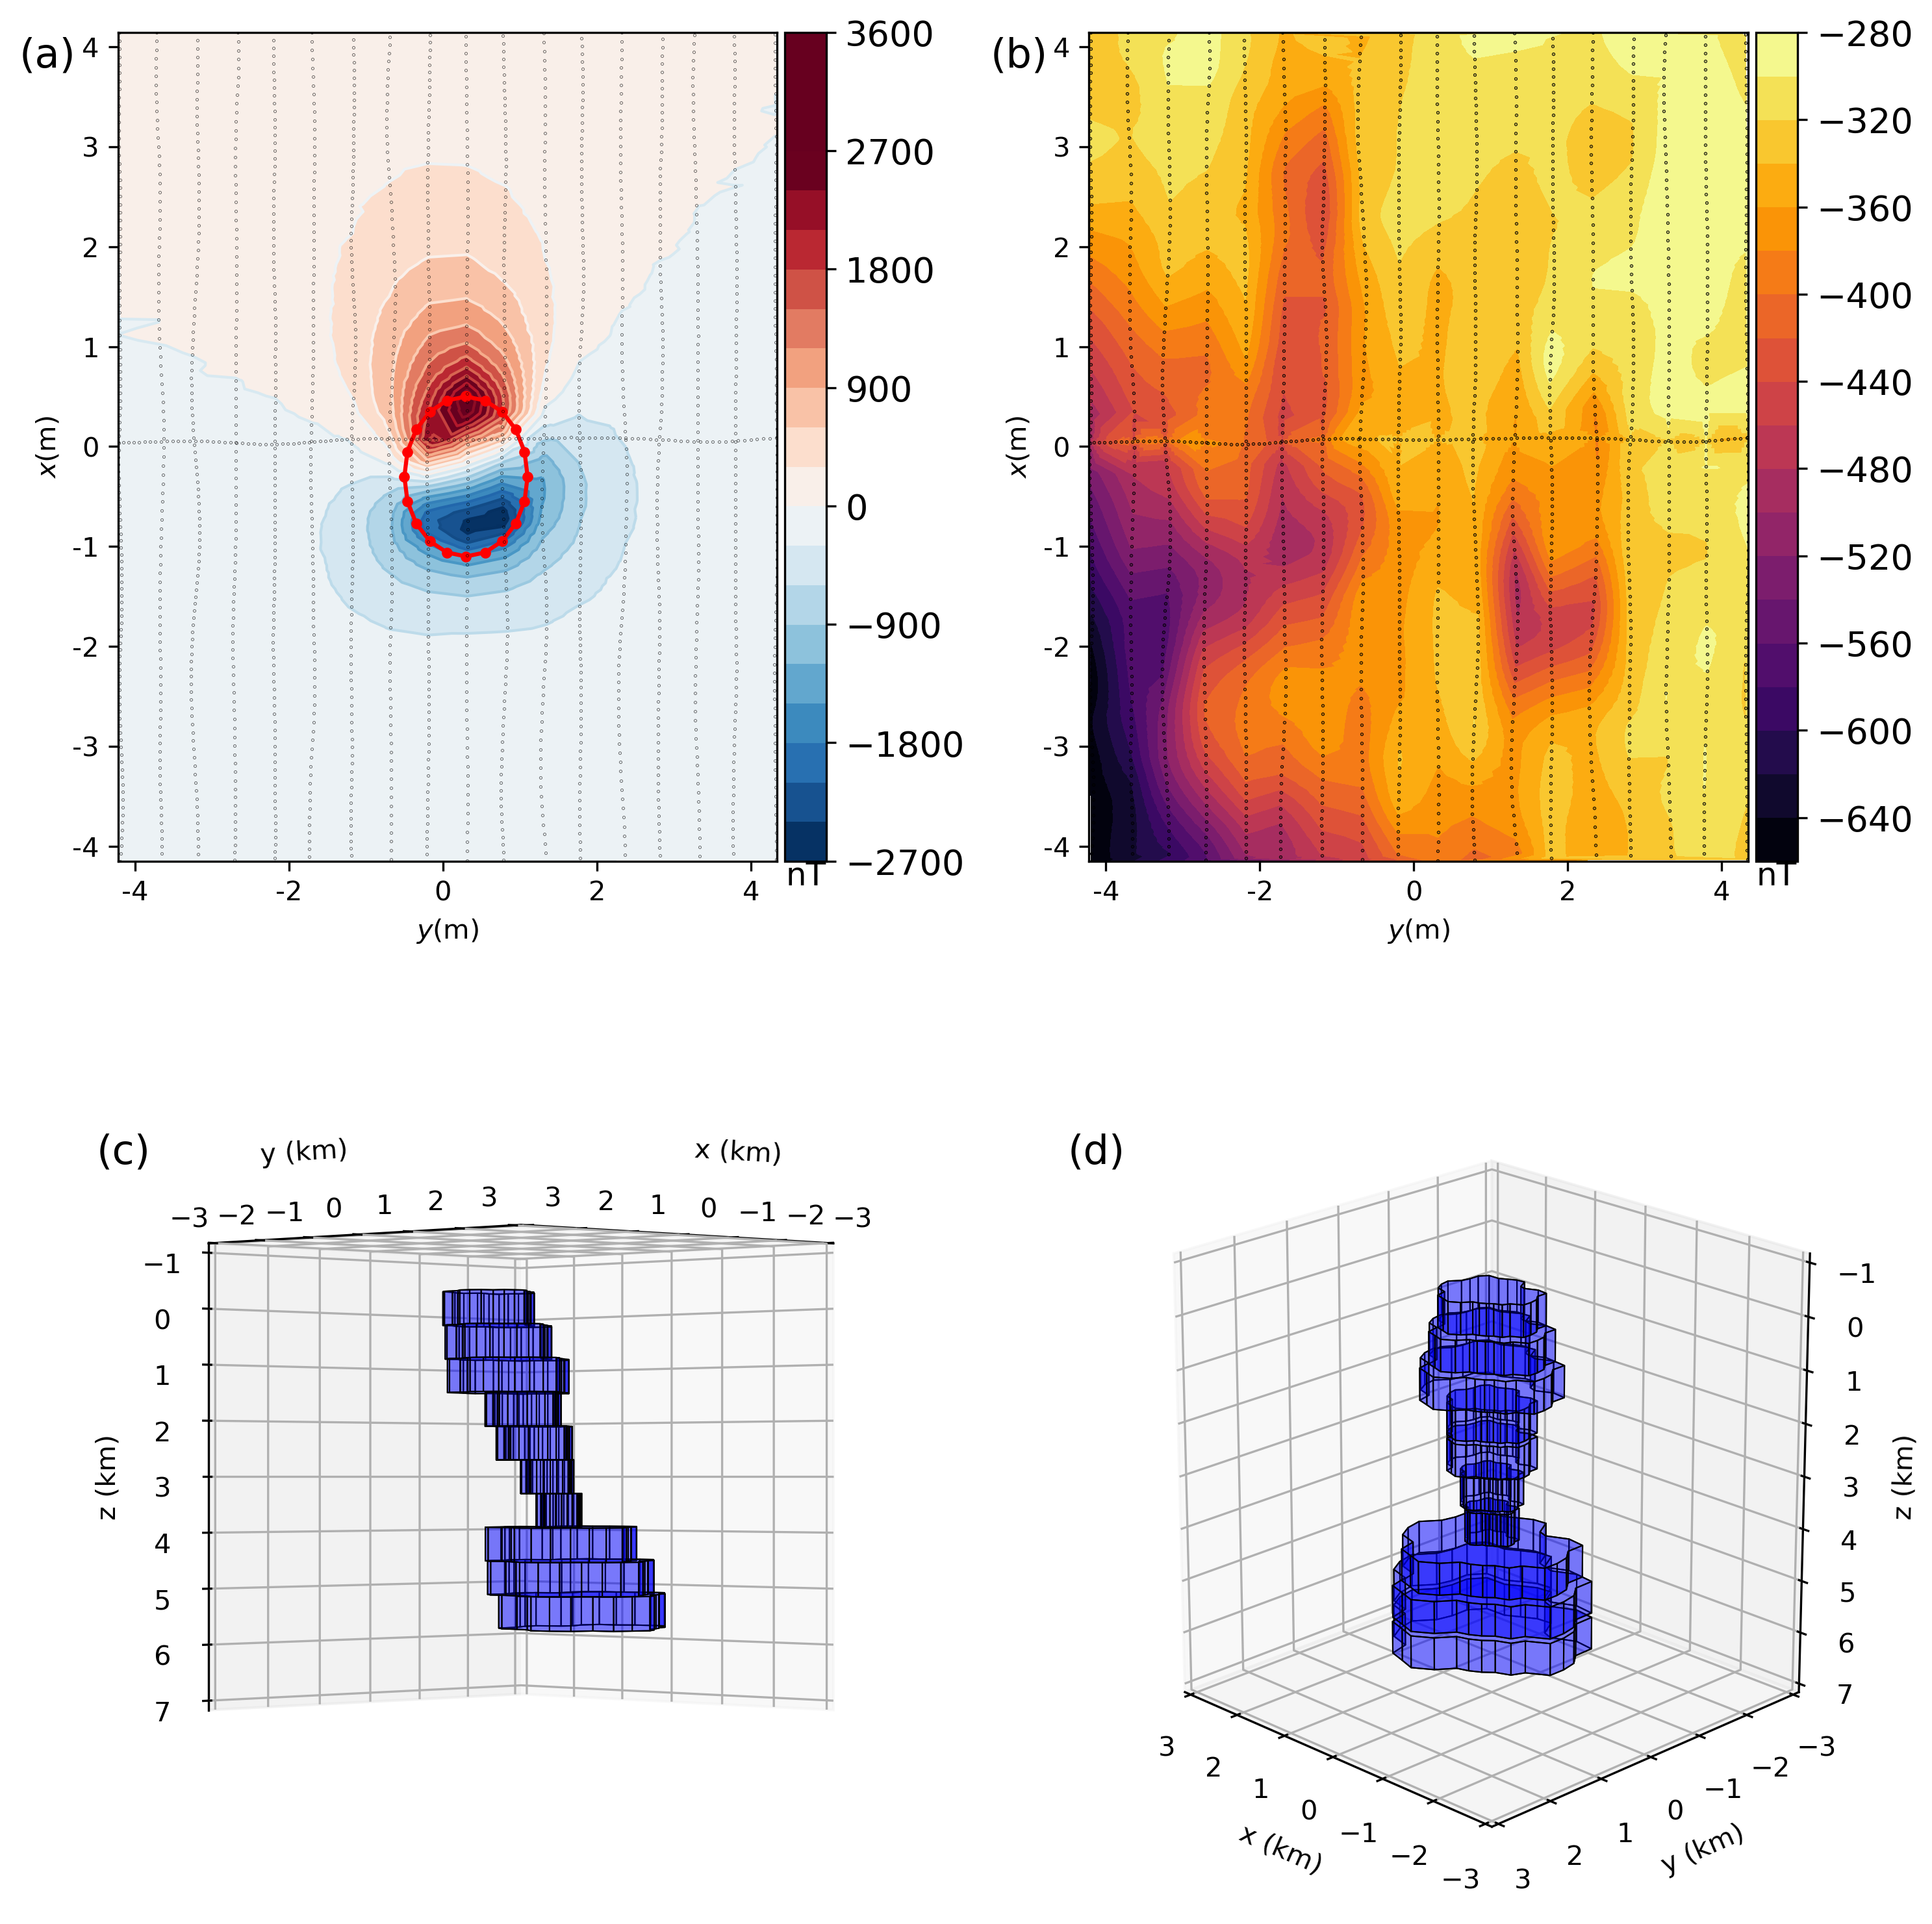 (a)
4
3
2
1
0
-1
-2
-3
-4
x(m)
-4 -2 0 2 4
y(m)
3600
2700
1800
900
0
−900
−1800
−2700
nT
(b)
4
3
2
1
0
-1
-2
-3
-4
x(m)
-4 -2 0 2 4
y(m)
−280
−320
−360
−400
−440
−480
−520
−560
−600
−640
nT
(c)
y (km)
x (km)
−3 −2 −1 0 1 2 3
3 2 1 0 −1 −2 −3
−1
0
1
2
3
4
5
6
7
z (km)
(d)
−1
0
1
2
3
4
5
6
7
z (km)
3 2 1 0 −1 −2 −3
x (km)
3 2 1 0 −1 −2 −3
y (km)